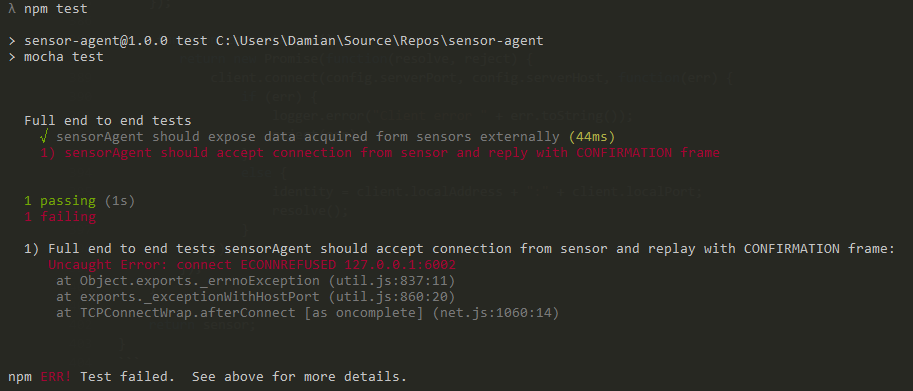 λ npm test
> sensor-agent@1.0.0 test C:\Users\Damian\Source\Repos\sensor-agent
> mocha test
Full end to end tests
√ sensorAgent should expose data acquired form sensors externally (44ms)
1) sensorAgent should accept connection from sensor and reply with CONFIRMATION frame
1 passing (1s)
1 failing
1) Full end to end tests sensorAgent should accept connection from sensor and replay with CONFIRMATION frame:
Uncaught Error: connect ECONNREFUSED 127.0.0.1:6002
at Object.exports._errnoException (util.js:837:11)
at exports._exceptionWithHostPort (util.js:860:20)
at TCPConnectWrap.afterConnect [as oncomplete] (net.js:1060:14)
npm ERR! Test failed.  See above for more details.